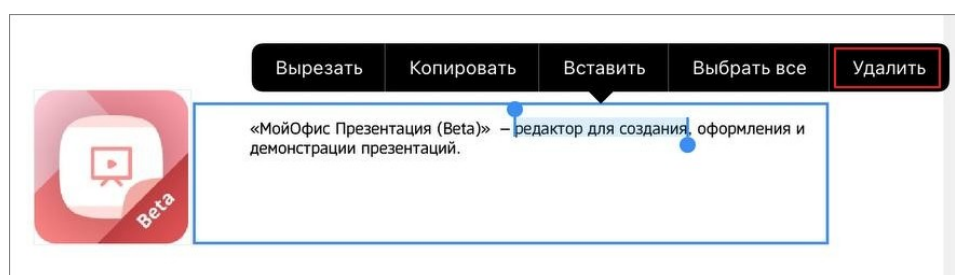 Вырезать Копировать Вставить Выбрать все Удалить
«МойОфис Презентация (Beta)» – редактор для создания, оформления и
демонстрации презентаций.
Beta